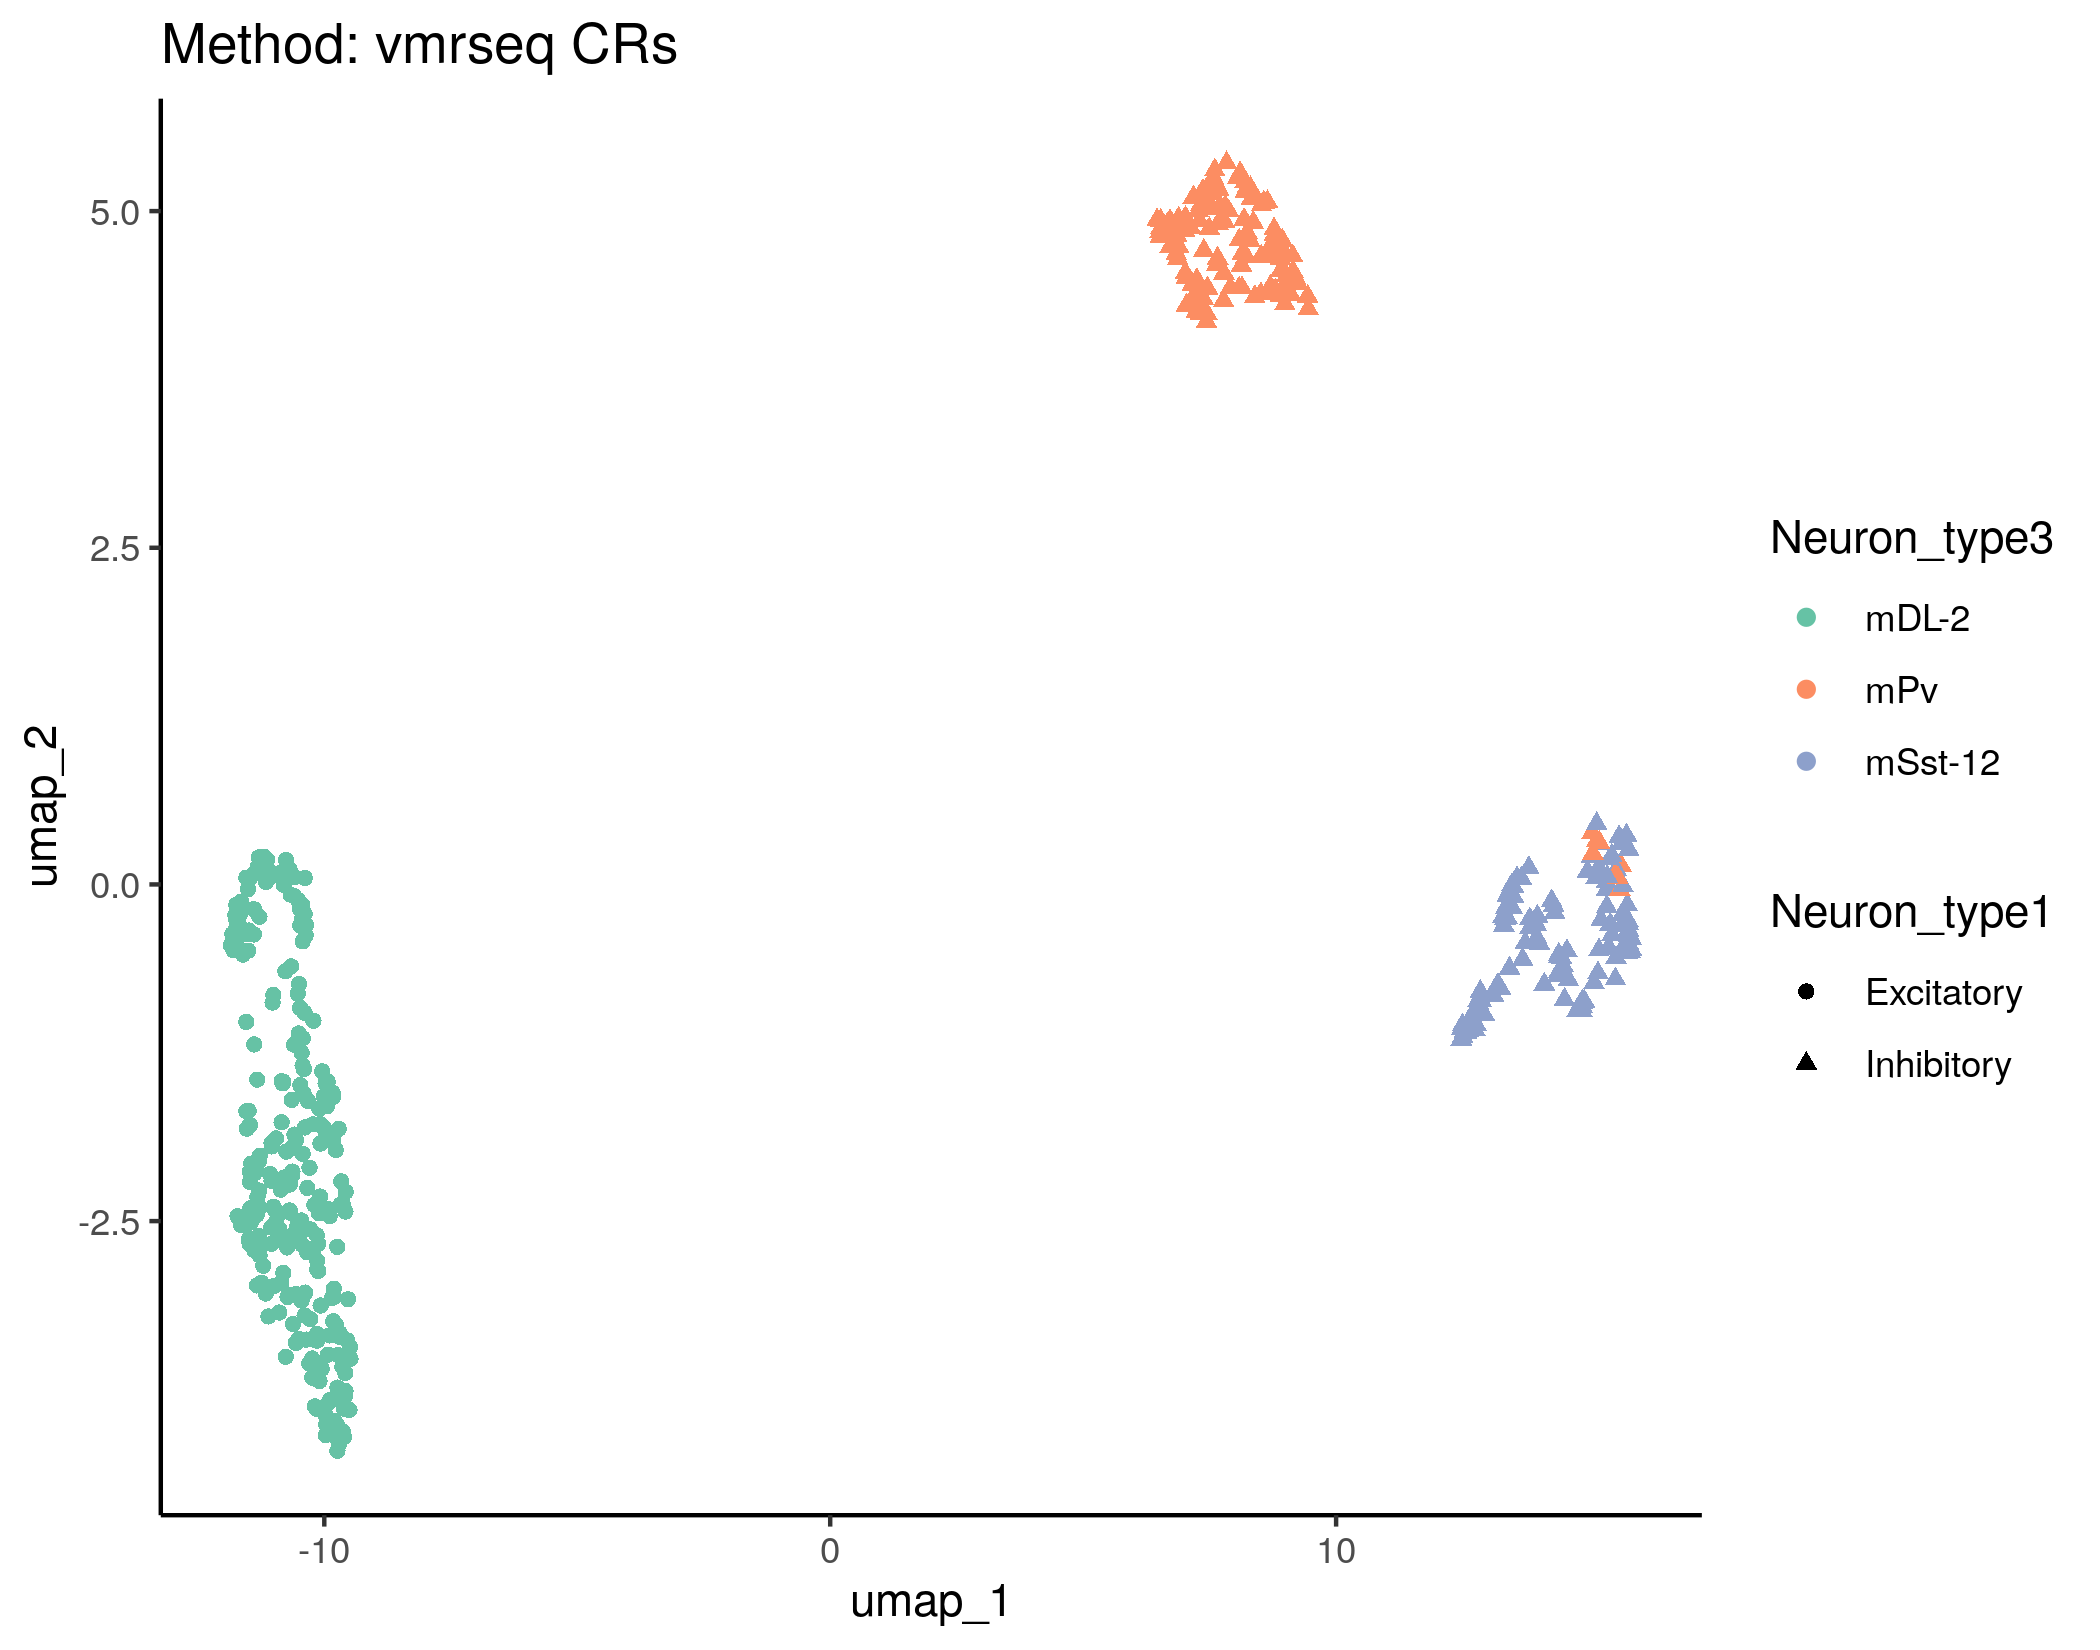 Method: vmrseq CRs
5.0
2.5
0.0
-2.5
umap_2
-10
0
10
umap_1
Neuron_type3
mDL-2
mPv
mSst-12
Neuron_type1
Excitatory
Inhibitory